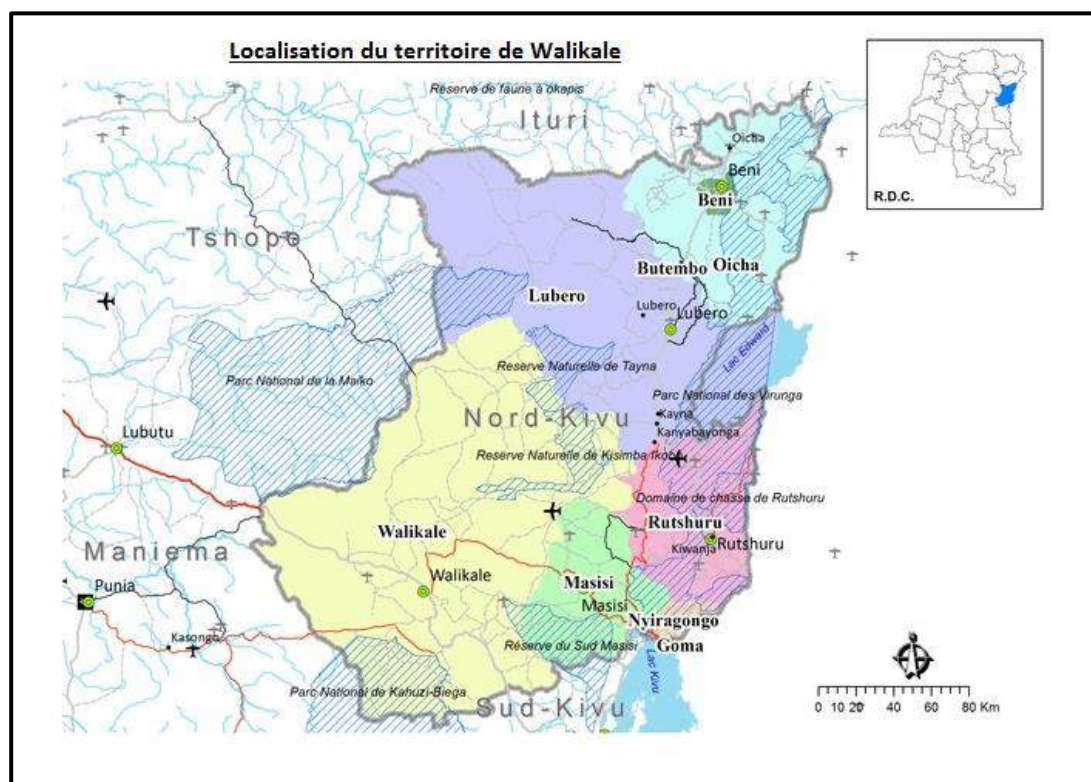 Localisation du territoire de Walikale
Réserve de faune à okapis
Ituri
Oicha
Beni
Beni
R.D.C.
Tshopo
Butembo
Oicha
Lubero
Lubero
Lubero
Lac Edward
Parc National de la Maiko
Reserve Naturelle de Tayna
Parc National des Virunga
Nord-Kivu
Kayna
Kanyabayonga
Lubutu
Reserve Naturelle de Kisimba Ikoba
Domaine de chasse de Rutshuru
Walikale
Rutshuru
Maniema
Kiwanja
Rutshuru
Walikale
Masisi
Punia
Masisi
Nyiragongo
Kasongo
Réserve du Sud Masisi
Goma
Lac Kivu
Parc National de Kahuzi-Biega
Sud-Kivu
0 10 20 40 60 80 Km